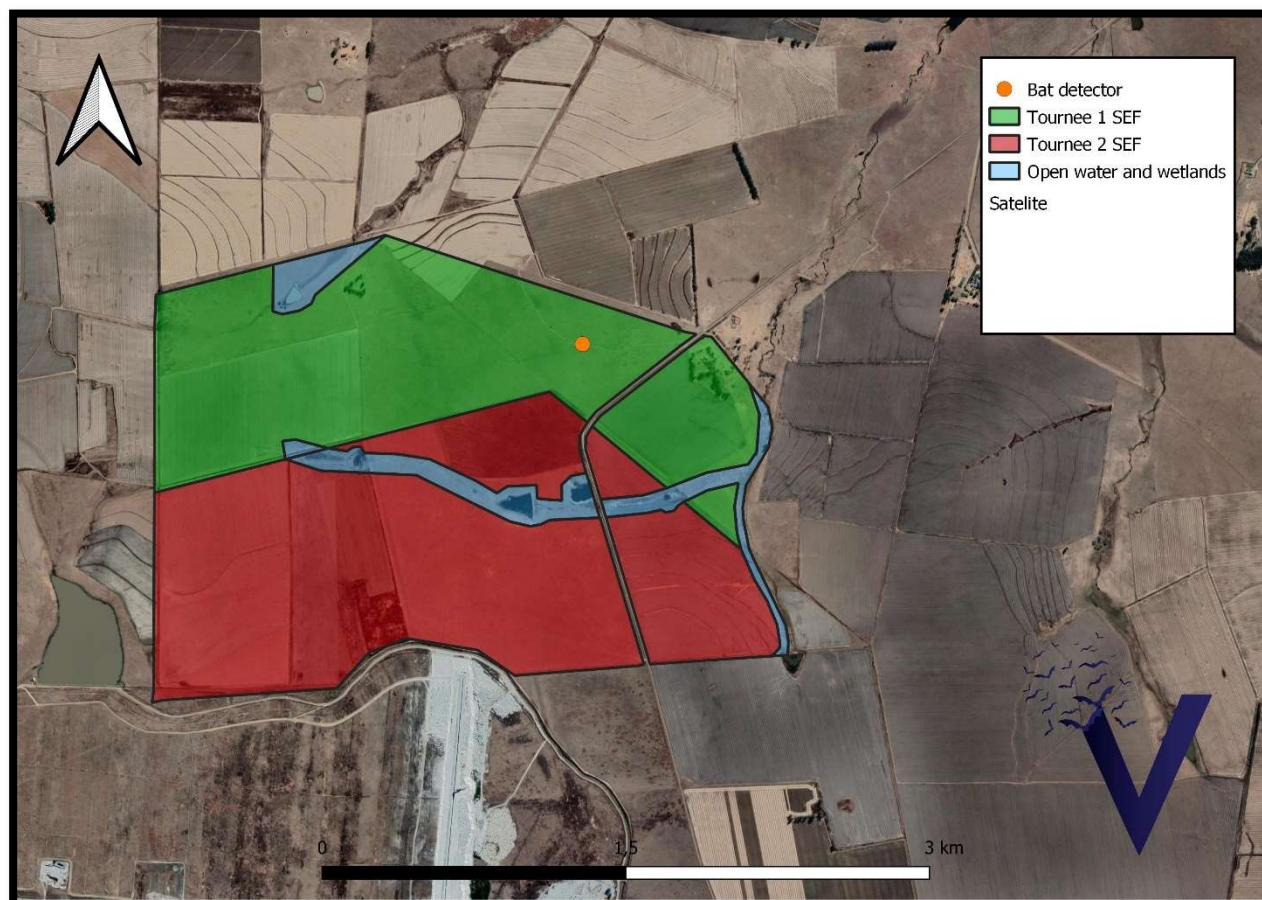 Bat detector
Tournee 1 SEF
Tournee 2 SEF
Open water and wetlands
Satelite
0 1.5 3 km
V